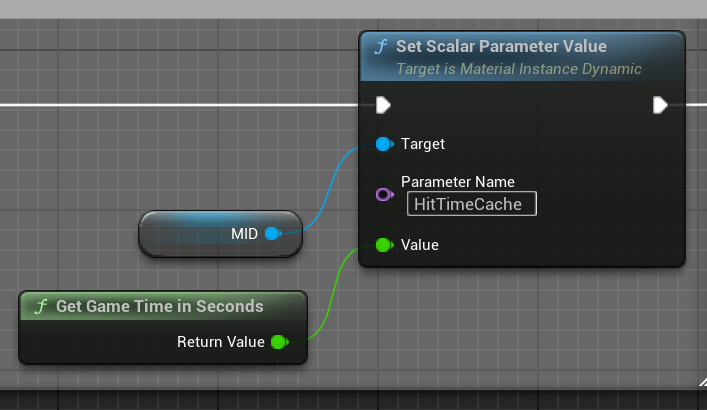 Set Scalar Parameter Value
Target is Material Instance Dynamic
Target
Parameter Name
HitTimeCache
MID
Value
Get Game Time in Seconds
Return Value